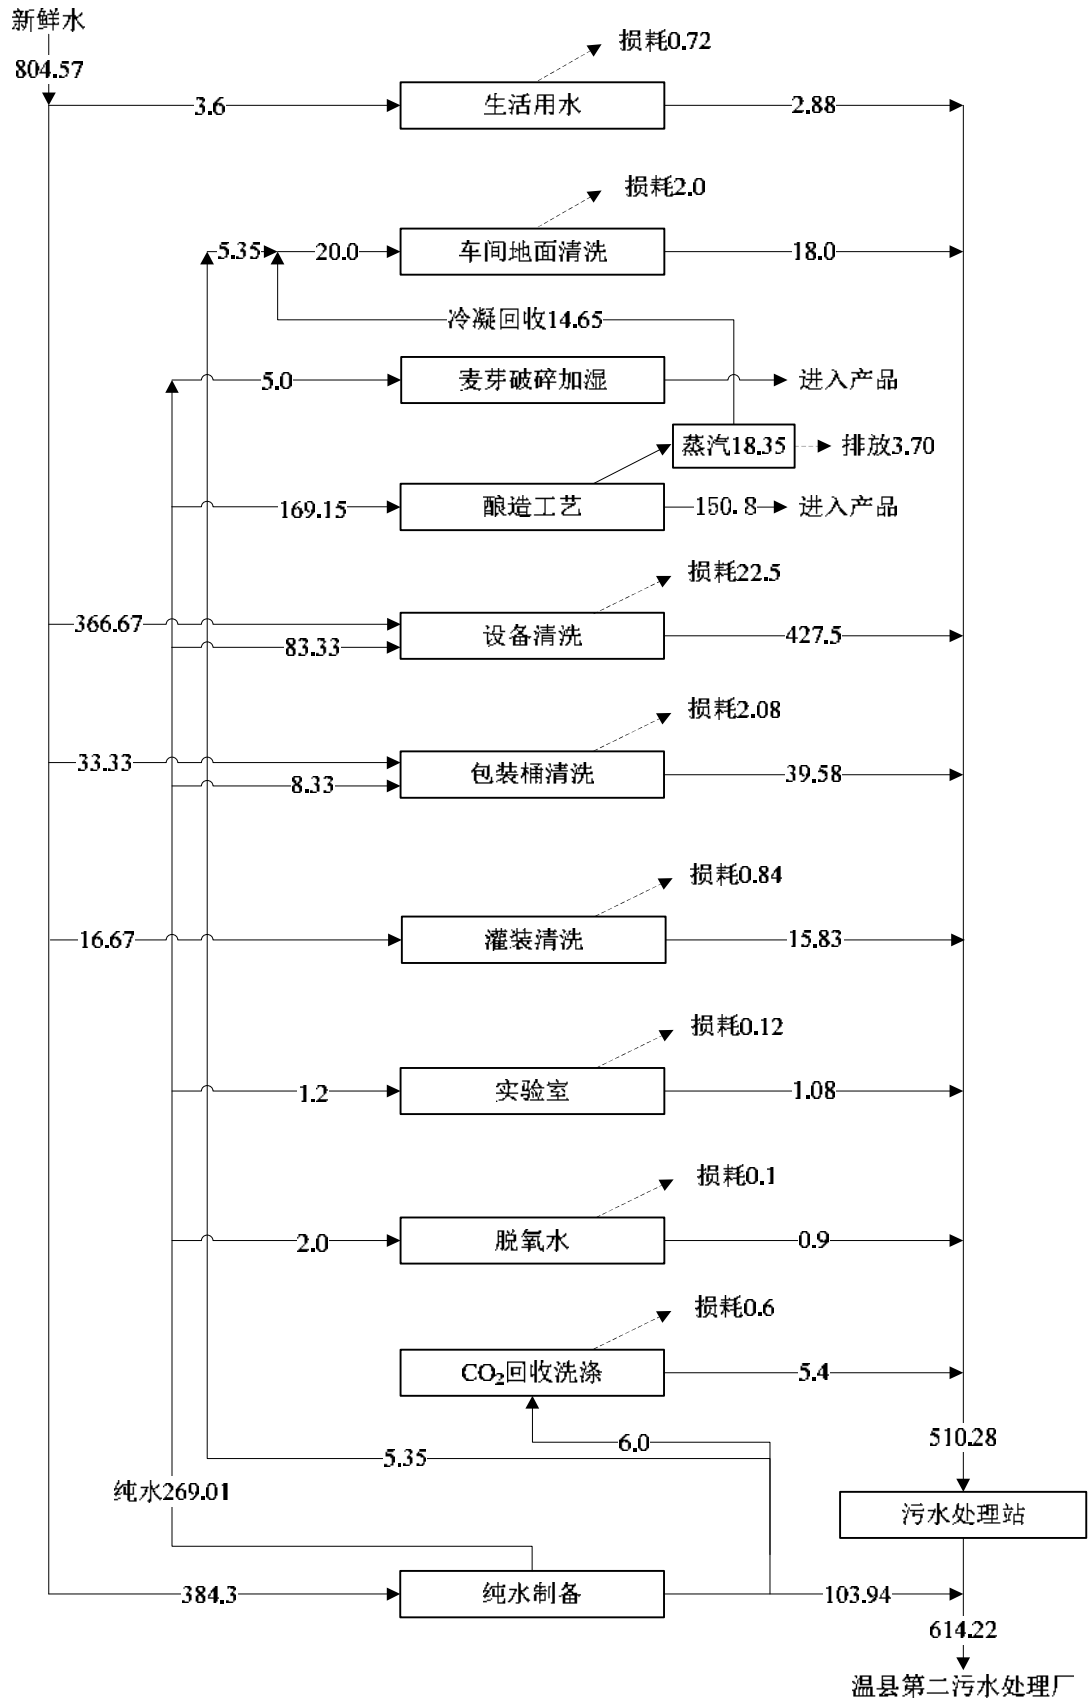 新鲜水
804.57
损耗0.72
3.6
生活用水
2.88
损耗2.0
5.35
20.0
车间地面清洗
18.0
冷凝回收14.65
5.0
麦芽破碎加湿
进入产品
蒸汽18.35
排放3.70
169.15
酿造工艺
150.8
进入产品
损耗22.5
366.67
83.33
设备清洗
427.5
损耗2.08
33.33
8.33
包装桶清洗
39.58
损耗0.84
16.67
灌装清洗
15.83
损耗0.12
1.2
实验室
1.08
损耗0.1
2.0
脱氧水
0.9
损耗0.6
CO₂回收洗涤
5.4
6.0
510.28
5.35
纯水269.01
污水处理站
384.3
纯水制备
103.94
614.22
温县第二污水处理厂